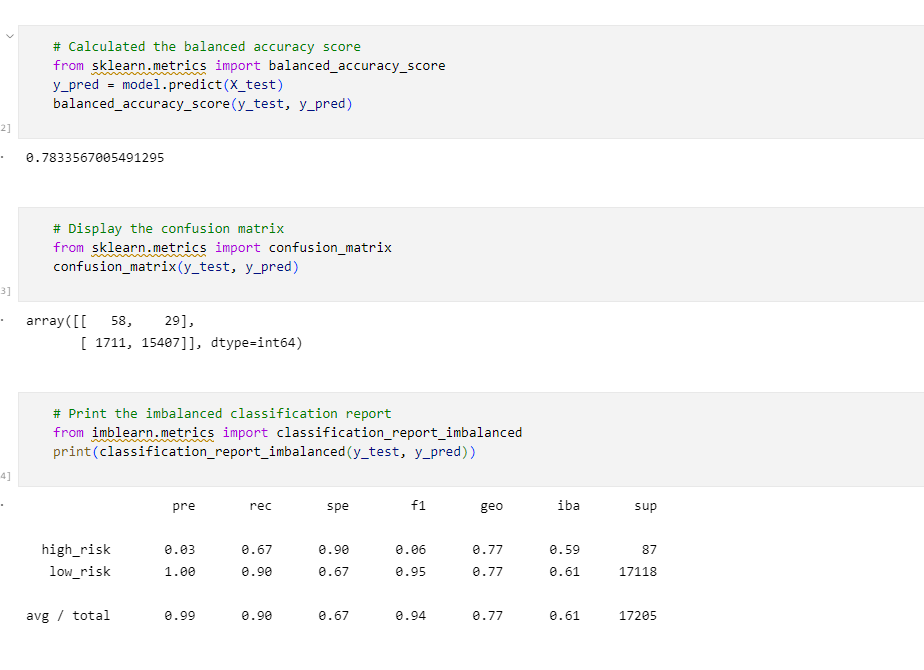 # Calculated the balanced accuracy score
from sklearn.metrics import balanced_accuracy_score
y_pred = model.predict(X_test)
balanced_accuracy_score(y_test, y_pred)
2]
0.7833567005491295
# Display the confusion matrix
from sklearn.metrics import confusion_matrix
confusion_matrix(y_test, y_pred)
3]
array([[   58,    29],
       [ 1711, 15407]], dtype=int64)
# Print the imbalanced classification report
from imblearn.metrics import classification_report_imbalanced
print(classification_report_imbalanced(y_test, y_pred))
4]
pre rec spe f1 geo iba sup
high_risk 0.03 0.67 0.90 0.06 0.77 0.59 87
low_risk 1.00 0.90 0.67 0.95 0.77 0.61 17118
avg / total 0.99 0.90 0.67 0.94 0.77 0.61 17205